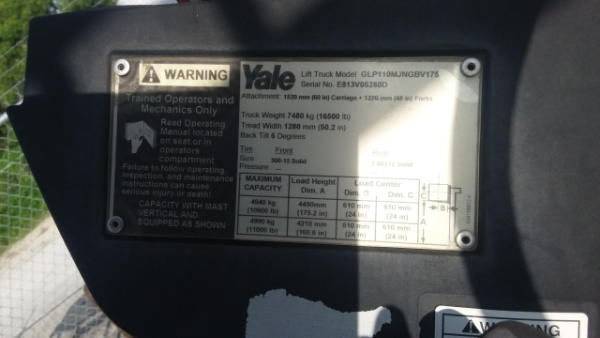 WARNING
Trained Operators and
Mechanics Only
Read Operating
Manual located
on seat or in
operators
compartment
Failure to follow operating,
inspection, and maintenance
instructions can cause
serious injury or death!
CAPACITY WITH MAST
VERTICAL AND
EQUIPPED AS SHOWN
Yale Lift Truck Model GLP110MJNGBV175
Serial No.
Attachment: 1520 mm (60 in) Carriage + 1220 mm (48 in) Forks
Truck Weight 7480 kg (16500 lb)
Tread Width 1280 mm (50.2 in)
Back Tilt 6 Degrees
Tire Front Rear
Size 300-15 Solid
Pressure --
MAXIMUM CAPACITY Load Height Dim. A Load Center Dim. B Dim. C
4940 kg (10900 lb) 4450mm (175.2 in) 610 mm (24 in) 610 mm (24 in)
4990 kg (11000 lb) 4210 mm (165.6 in) 610 mm (24 in) 610 mm (24 in)
C
B
A
WARNING